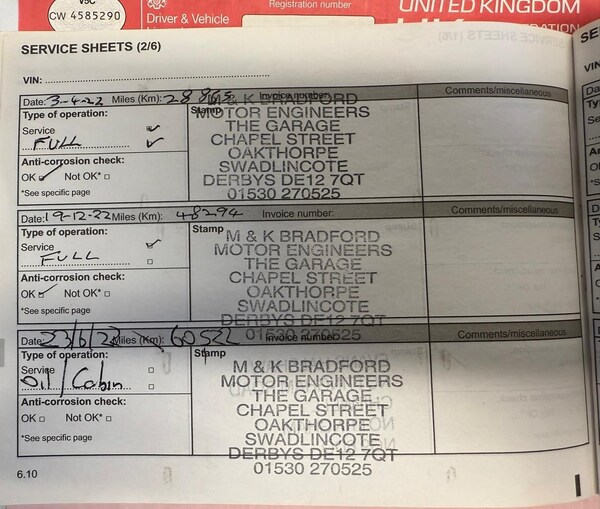 V5C
CW 4585290
Driver & Vehicle
Registration number
UNITED KINGDOM
SERVICE SHEETS (2/6)
VIN:
Date: 3-4-22 Miles (Km): 28865 Invoice number: Comments/miscellaneous
Type of operation:
Service
FULL
Anti-corrosion check:
OK Not OK*
*See specific page
Stamp
M & K BRADFORD
MOTOR ENGINEERS
THE GARAGE
CHAPEL STREET
OAKTHORPE
SWADLINCOTE
DERBYS DE12 7QT
01530 270525
Date: 19-12-22 Miles (Km): 48294 Invoice number: Comments/miscellaneous
Type of operation:
Service
FULL
Anti-corrosion check:
OK Not OK*
*See specific page
Stamp
M & K BRADFORD
MOTOR ENGINEERS
THE GARAGE
CHAPEL STREET
OAKTHORPE
SWADLINCOTE
DERBYS DE12 7QT
01530 270525
Date: Miles (Km): Invoice number: Comments/miscellaneous
Type of operation:
Service
Oil/Cabin
Anti-corrosion check:
OK Not OK*
*See specific page
Stamp
M & K BRADFORD
MOTOR ENGINEERS
THE GARAGE
CHAPEL STREET
OAKTHORPE
SWADLINCOTE
DERBYS DE12 7QT
01530 270525
6.10